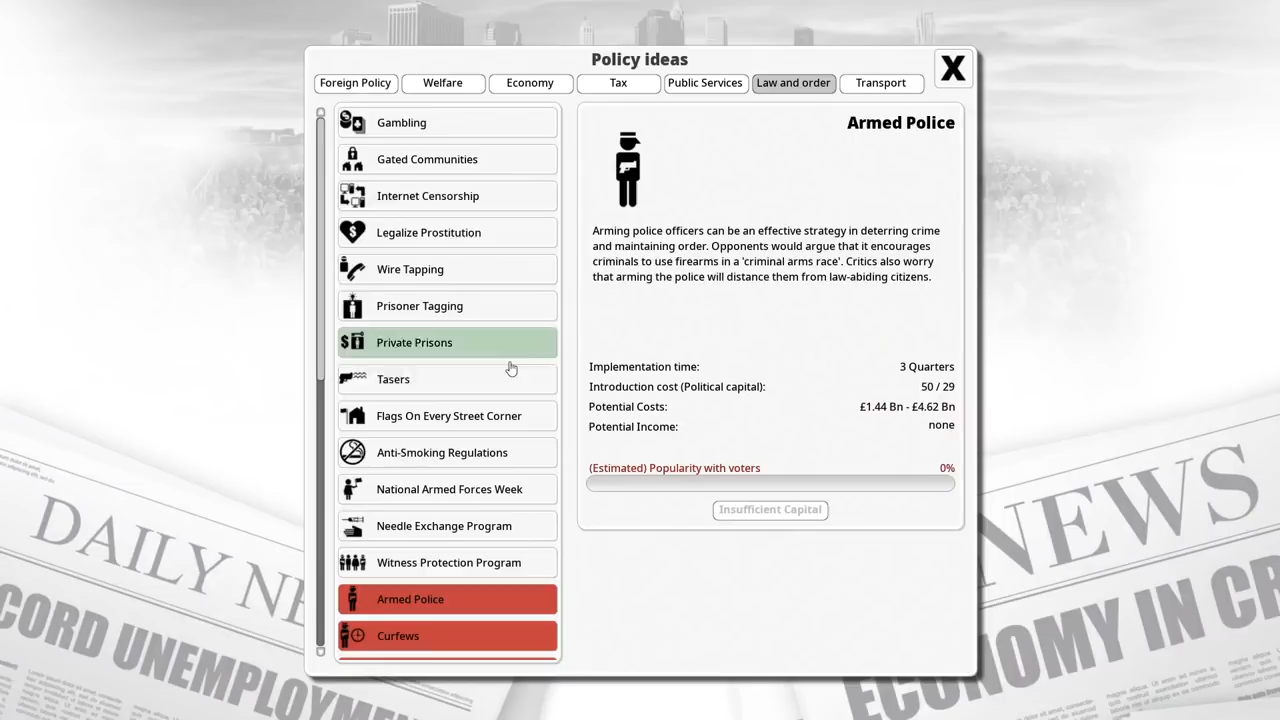 Policy ideas
X
Foreign Policy
Welfare
Economy
Tax
Public Services
Law and order
Transport
Gambling
Gated Communities
Internet Censorship
Legalize Prostitution
Wire Tapping
Prisoner Tagging
Private Prisons
Tasers
Flags On Every Street Corner
Anti-Smoking Regulations
National Armed Forces Week
Needle Exchange Program
Witness Protection Program
Armed Police
Curfews
Armed Police
Arming police officers can be an effective strategy in deterring crime
and maintaining order. Opponents would argue that it encourages
criminals to use firearms in a 'criminal arms race'. Critics also worry
that arming the police will distance them from law-abiding citizens.
Implementation time: 3 Quarters
Introduction cost (Political capital): 50 / 29
Potential Costs: £1.44 Bn - £4.62 Bn
Potential Income: none
(Estimated) Popularity with voters 0%
Insufficient Capital
DAILY NE
CORD UNEMPLOYM
NEWS
ECONOMY IN CR